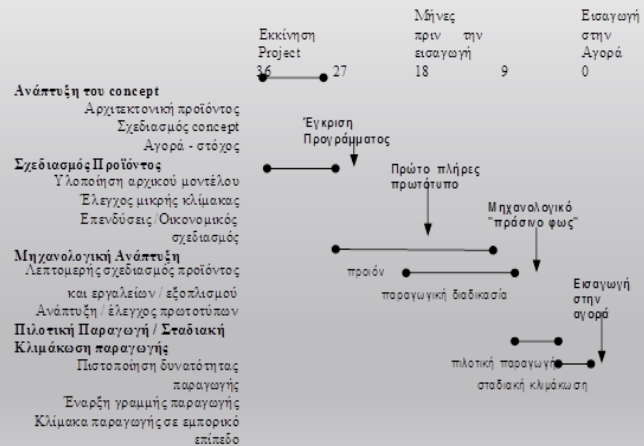 Εκκίνηση
Project
Μήνες
πριν την
εισαγωγή
Εισαγωγή
στην
Αγορά
36 27 18 9 0
Ανάπτυξη του concept
Αρχιτεκτονική προϊόντος
Σχεδιασμός concept
Αγορά - στόχος
Έγκριση
Προγράμματος
Σχεδιασμός Προϊόντος
Υλοποίηση αρχικού μοντέλου
Έλεγχος μικρής κλίμακας
Επενδύσεις/Οικονομικός
σχεδιασμός
Πρώτο πλήρες
πρωτότυπο
Μηχανολογικό
"πράσινο φως"
Μηχανολογική Ανάπτυξη
Λεπτομερής σχεδιασμός προϊόντος
και εργαλείων / εξοπλισμού
Ανάπτυξη / έλεγχος πρωτοτύπων
προιόν
παραγωγική διαδικασία
Εισαγωγή
στην
αγορά
Πιλοτική Παραγωγή / Σταδιακή
Κλιμάκωση παραγωγής
Πιστοποίηση δυνατότητας
παραγωγής
Έναρξη γραμμής παραγωγής
Κλίμακα παραγωγής σε εμπορικό
επίπεδο
πιλοτική παραγωγή
σταδιακή κλιμάκωση